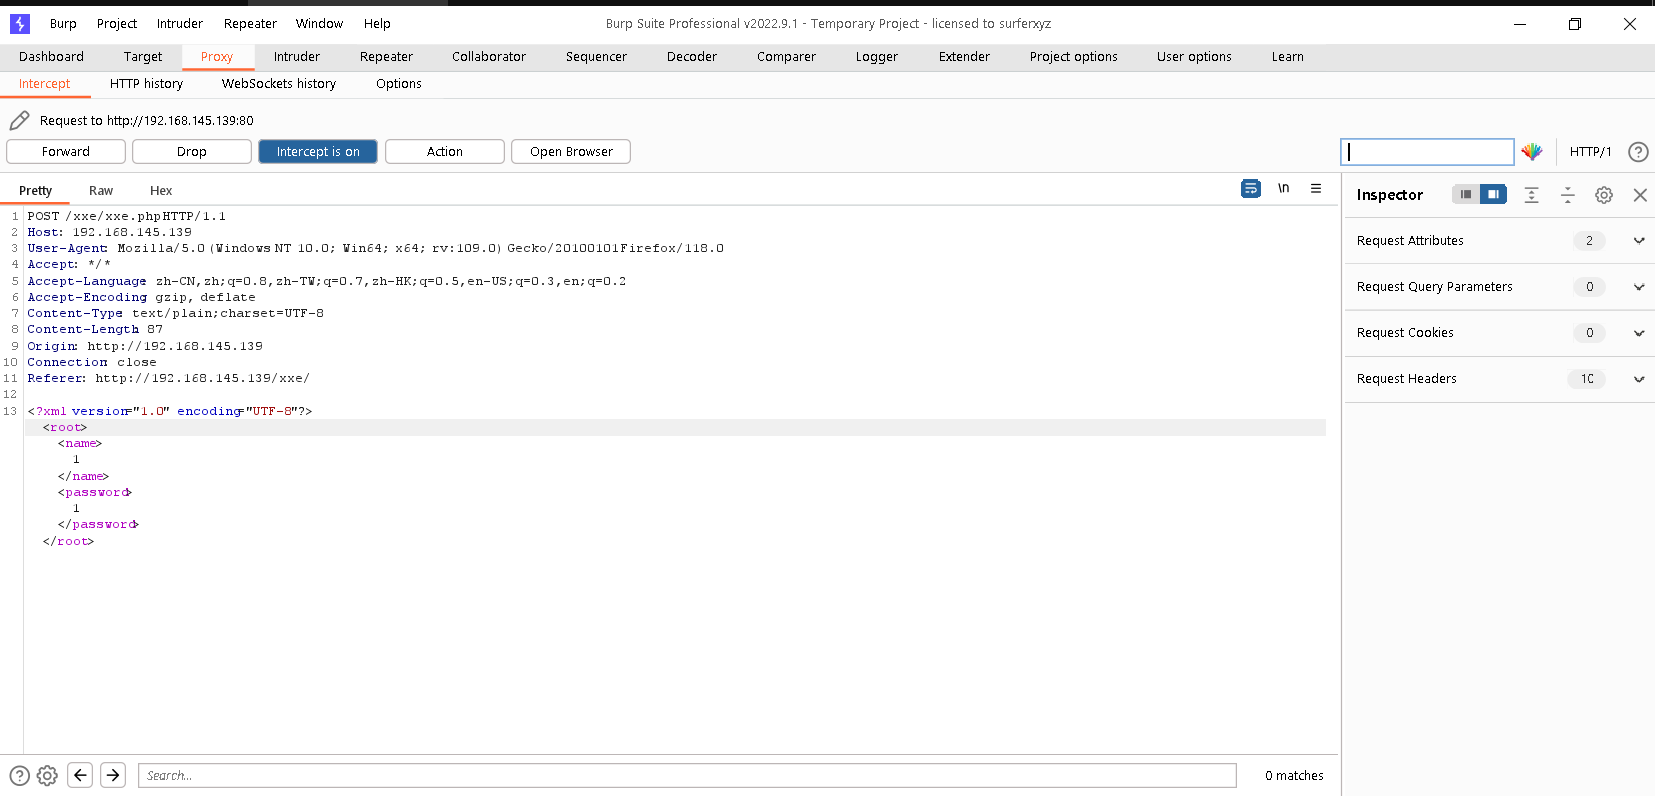 Burp Project Intruder Repeater Window Help Burp Suite Professional v2022.9.1 - Temporary Project - licensed to surferxyz
Dashboard Target Proxy Intruder Repeater Collaborator Sequencer Decoder Comparer Logger Extender Project options User options Learn
Intercept HTTP history WebSockets history Options
Request to http://192.168.145.139:80
Forward Drop Intercept is on Action Open Browser HTTP/1 ?
Pretty Raw Hex \n
Inspector
1 POST /xxe/xxe.php HTTP/1.1
2 Host: 192.168.145.139
3 User-Agent: Mozilla/5.0 (Windows NT 10.0; Win64; x64; rv:109.0) Gecko/20100101 Firefox/118.0
4 Accept: */*
5 Accept-Language: zh-CN,zh;q=0.8,zh-TW;q=0.7,zh-HK;q=0.5,en-US;q=0.3,en;q=0.2
6 Accept-Encoding: gzip, deflate
7 Content-Type: text/plain;charset=UTF-8
8 Content-Length: 87
9 Origin: http://192.168.145.139
10 Connection: close
11 Referer: http://192.168.145.139/xxe/
12
13 <?xml version="1.0" encoding="UTF-8"?>
<root>
<name>
1
</name>
<password>
1
</password>
</root>
Request Attributes 2
Request Query Parameters 0
Request Cookies 0
Request Headers 10
? Search... 0 matches